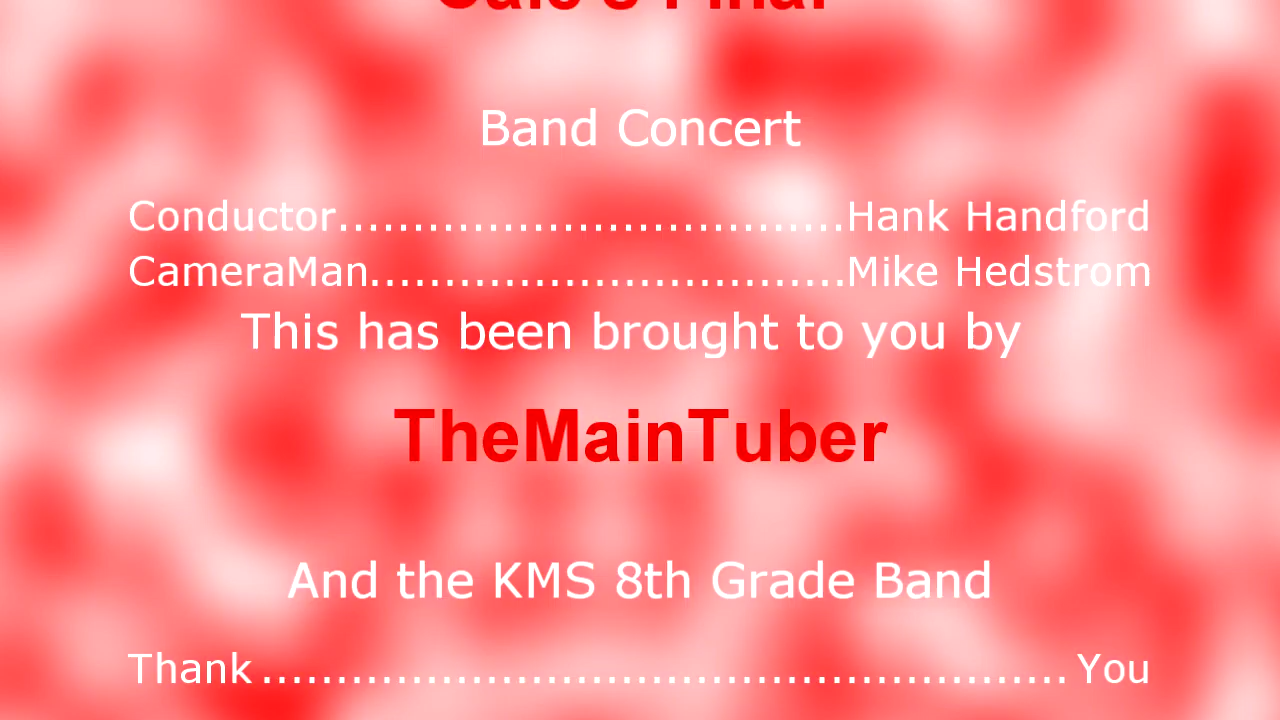 Band Concert
Conductor..................................Hank Handford
CameraMan................................Mike Hedstrom
This has been brought to you by
TheMainTuber
And the KMS 8th Grade Band
Thank......................................................You